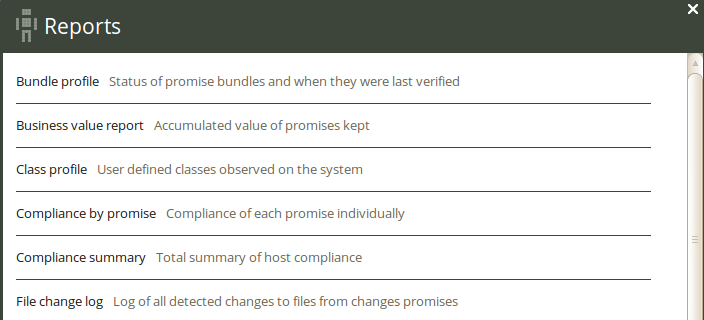 Reports
Bundle profile Status of promise bundles and when they were last verified
Business value report Accumulated value of promises kept
Class profile User defined classes observed on the system
Compliance by promise Compliance of each promise individually
Compliance summary Total summary of host compliance
File change log Log of all detected changes to files from changes promises